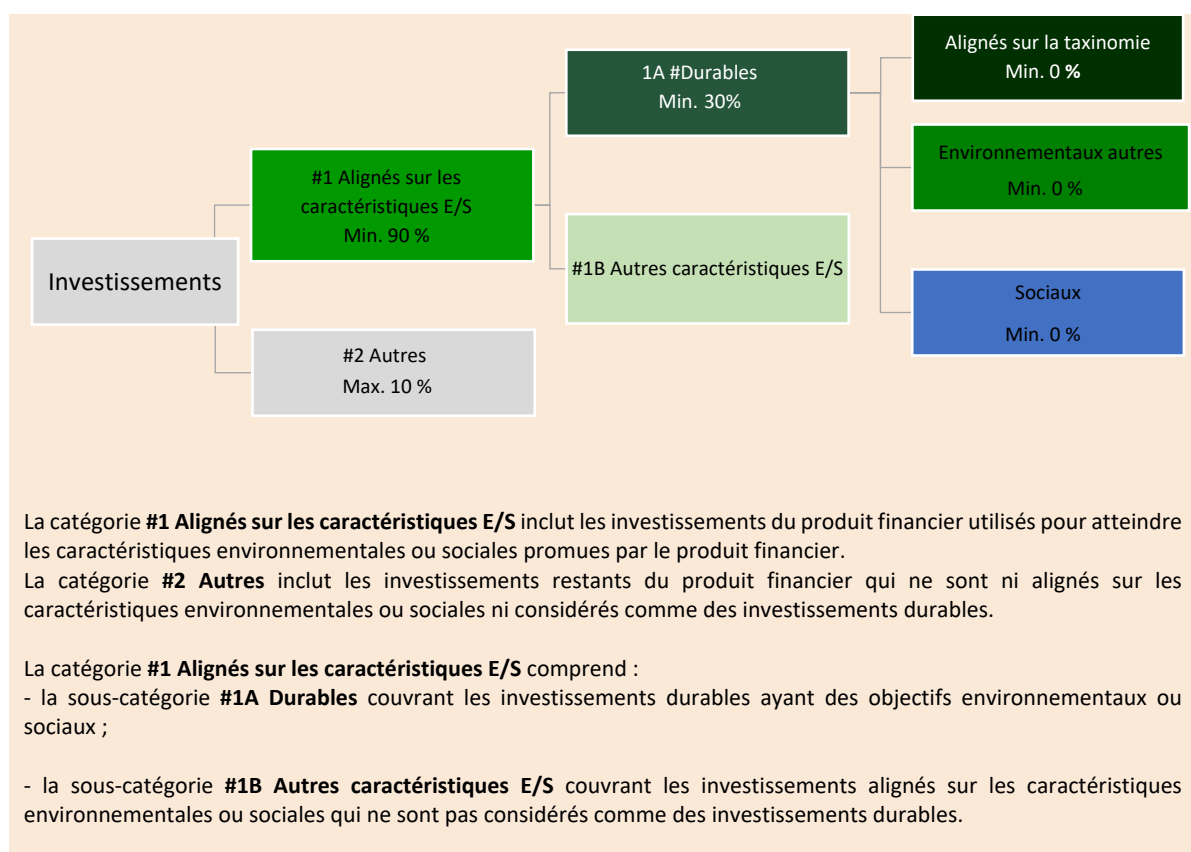 Investissements
#1 Alignés sur les
caractéristiques E/S
Min. 90 %
#2 Autres
Max. 10 %
1A #Durables
Min. 30%
#1B Autres caractéristiques E/S
Alignés sur la taxinomie
Min. 0 %
Environnementaux autres
Min. 0 %
Sociaux
Min. 0 %
La catégorie #1 Alignés sur les caractéristiques E/S inclut les investissements du produit financier utilisés pour atteindre
les caractéristiques environnementales ou sociales promues par le produit financier.
La catégorie #2 Autres inclut les investissements restants du produit financier qui ne sont ni alignés sur les
caractéristiques environnementales ou sociales ni considérés comme des investissements durables.
La catégorie #1 Alignés sur les caractéristiques E/S comprend :
- la sous-catégorie #1A Durables couvrant les investissements durables ayant des objectifs environnementaux ou
sociaux ;
- la sous-catégorie #1B Autres caractéristiques E/S couvrant les investissements alignés sur les caractéristiques
environnementales ou sociales qui ne sont pas considérés comme des investissements durables.